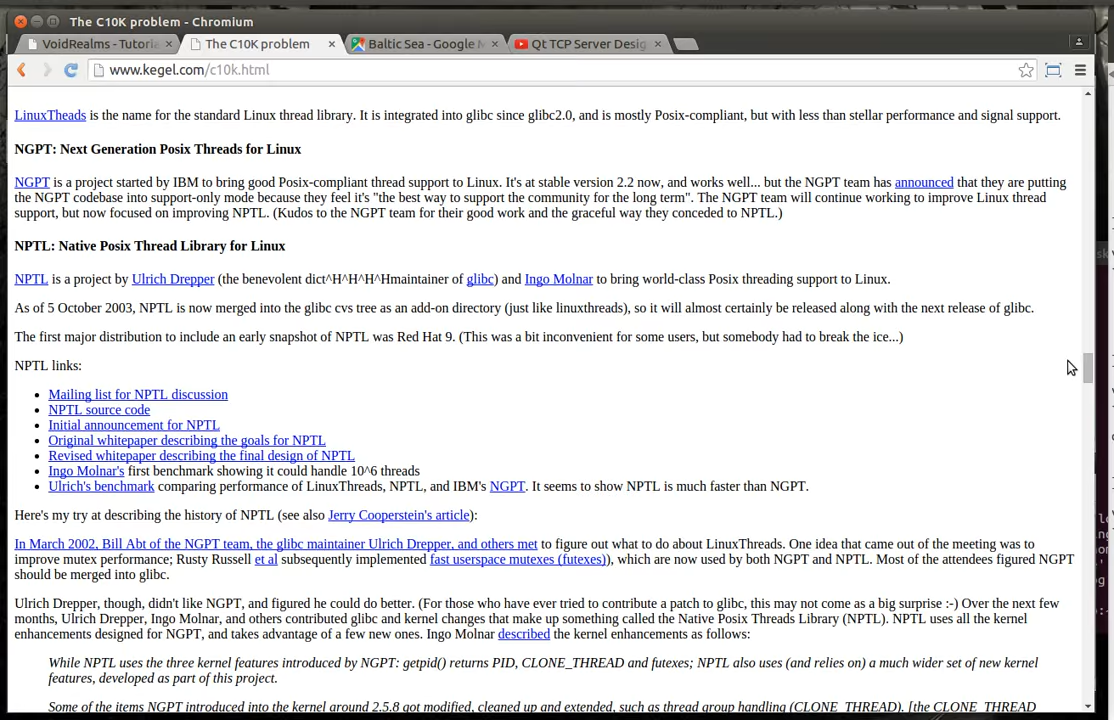 The C10K problem - Chromium
VoidRealms - Tutoria
The C10K problem
Baltic Sea - Google M
Qt TCP Server Desig
www.kegel.com/c10k.html
LinuxTheads is the name for the standard Linux thread library. It is integrated into glibc since glibc2.0, and is mostly Posix-compliant, but with less than stellar performance and signal support.
NGPT: Next Generation Posix Threads for Linux
NGPT is a project started by IBM to bring good Posix-compliant thread support to Linux. It's at stable version 2.2 now, and works well... but the NGPT team has announced that they are putting
the NGPT codebase into support-only mode because they feel it's "the best way to support the community for the long term". The NGPT team will continue working to improve Linux thread
support, but now focused on improving NPTL. (Kudos to the NGPT team for their good work and the graceful way they conceded to NPTL.)
NPTL: Native Posix Thread Library for Linux
NPTL is a project by Ulrich Drepper (the benevolent dict^H^H^H^Hmaintainer of glibc) and Ingo Molnar to bring world-class Posix threading support to Linux.
As of 5 October 2003, NPTL is now merged into the glibc cvs tree as an add-on directory (just like linuxthreads), so it will almost certainly be released along with the next release of glibc.
The first major distribution to include an early snapshot of NPTL was Red Hat 9. (This was a bit inconvenient for some users, but somebody had to break the ice...)
NPTL links:
Mailing list for NPTL discussion
NPTL source code
Initial announcement for NPTL
Original whitepaper describing the goals for NPTL
Revised whitepaper describing the final design of NPTL
Ingo Molnar's first benchmark showing it could handle 10^6 threads
Ulrich's benchmark comparing performance of LinuxThreads, NPTL, and IBM's NGPT. It seems to show NPTL is much faster than NGPT.
Here's my try at describing the history of NPTL (see also Jerry Cooperstein's article):
In March 2002, Bill Abt of the NGPT team, the glibc maintainer Ulrich Drepper, and others met to figure out what to do about LinuxThreads. One idea that came out of the meeting was to
improve mutex performance; Rusty Russell et al subsequently implemented fast userspace mutexes (futexes)), which are now used by both NGPT and NPTL. Most of the attendees figured NGPT
should be merged into glibc.
Ulrich Drepper, though, didn't like NGPT, and figured he could do better. (For those who have ever tried to contribute a patch to glibc, this may not come as a big surprise :-) Over the next few
months, Ulrich Drepper, Ingo Molnar, and others contributed glibc and kernel changes that make up something called the Native Posix Threads Library (NPTL). NPTL uses all the kernel
enhancements designed for NGPT, and takes advantage of a few new ones. Ingo Molnar described the kernel enhancements as follows:
While NPTL uses the three kernel features introduced by NGPT: getpid() returns PID, CLONE_THREAD and futexes; NPTL also uses (and relies on) a much wider set of new kernel
features, developed as part of this project.
Some of the items NGPT introduced into the kernel around 2.5.8 got modified, cleaned up and extended, such as thread group handling (CLONE_THREAD). [the CLONE_THREAD